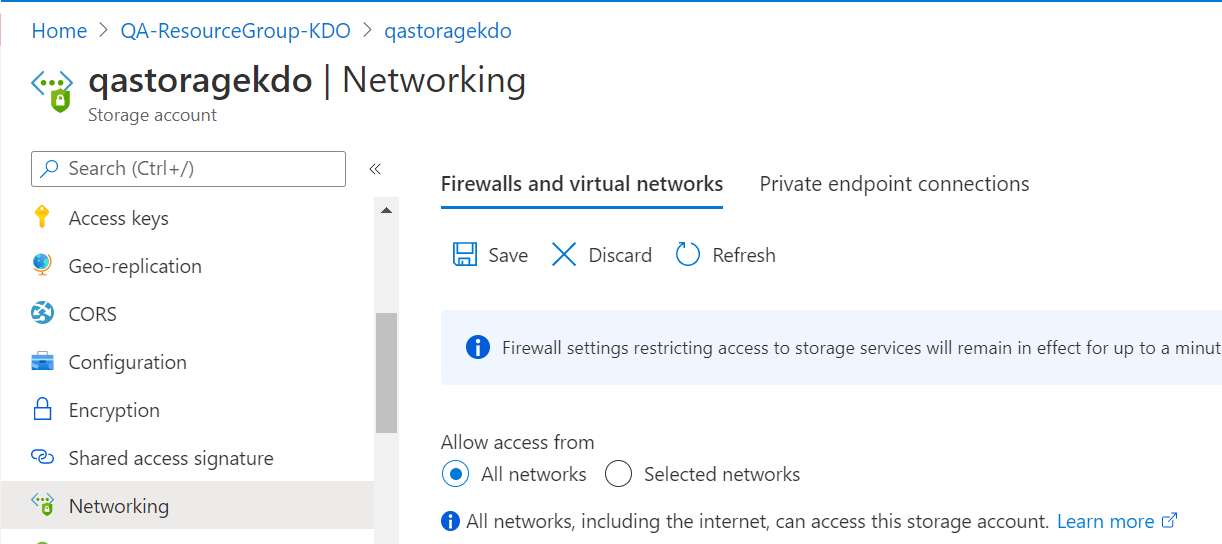 Home > QA-ResourceGroup-KDO > qastoragekdo
qastoragekdo | Networking
Storage account
Search (Ctrl+/)
«
Access keys
Geo-replication
CORS
Configuration
Encryption
Shared access signature
Networking
Firewalls and virtual networks Private endpoint connections
Save Discard Refresh
Firewall settings restricting access to storage services will remain in effect for up to a minut
Allow access from
All networks Selected networks
All networks, including the internet, can access this storage account. Learn more